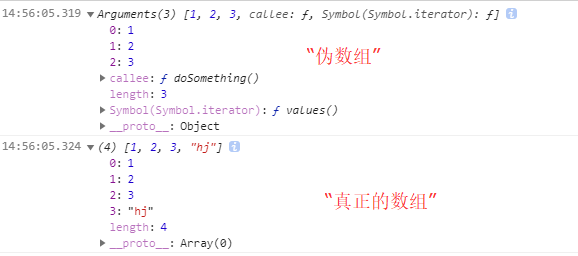 14:56:05.319 ▼Arguments(3) [1, 2, 3, callee: ƒ, Symbol(Symbol.iterator): ƒ] i
0: 1
1: 2
2: 3
▶callee: ƒ doSomething()
length: 3
▶Symbol(Symbol.iterator): ƒ values()
▶__proto__: Object
“伪数组”
14:56:05.324 ▼(4) [1, 2, 3, "hj"] i
0: 1
1: 2
2: 3
3: "hj"
length: 4
▶__proto__: Array(0)
“真正的数组”